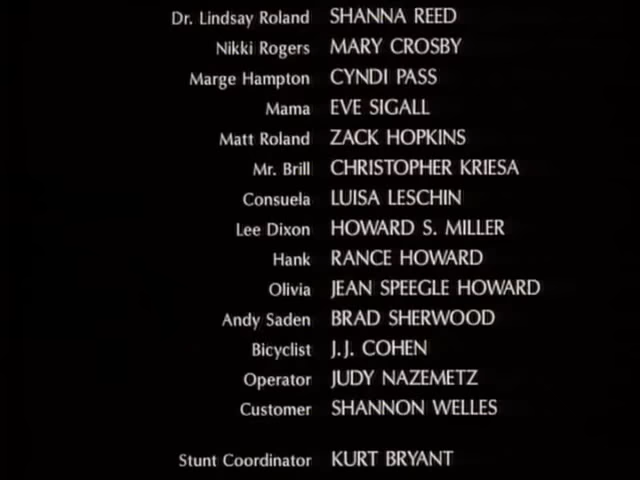 Dr. Lindsay Roland SHANNA REED
Nikki Rogers MARY CROSBY
Marge Hampton CYNDI PASS
Mama EVE SIGALL
Matt Roland ZACK HOPKINS
Mr. Brill CHRISTOPHER KRIESA
Consuela LUISA LESCHIN
Lee Dixon HOWARD S. MILLER
Hank RANCE HOWARD
Olivia JEAN SPEEGLE HOWARD
Andy Saden BRAD SHERWOOD
Bicyclist J.J. COHEN
Operator JUDY NAZEMETZ
Customer SHANNON WELLES
Stunt Coordinator KURT BRYANT